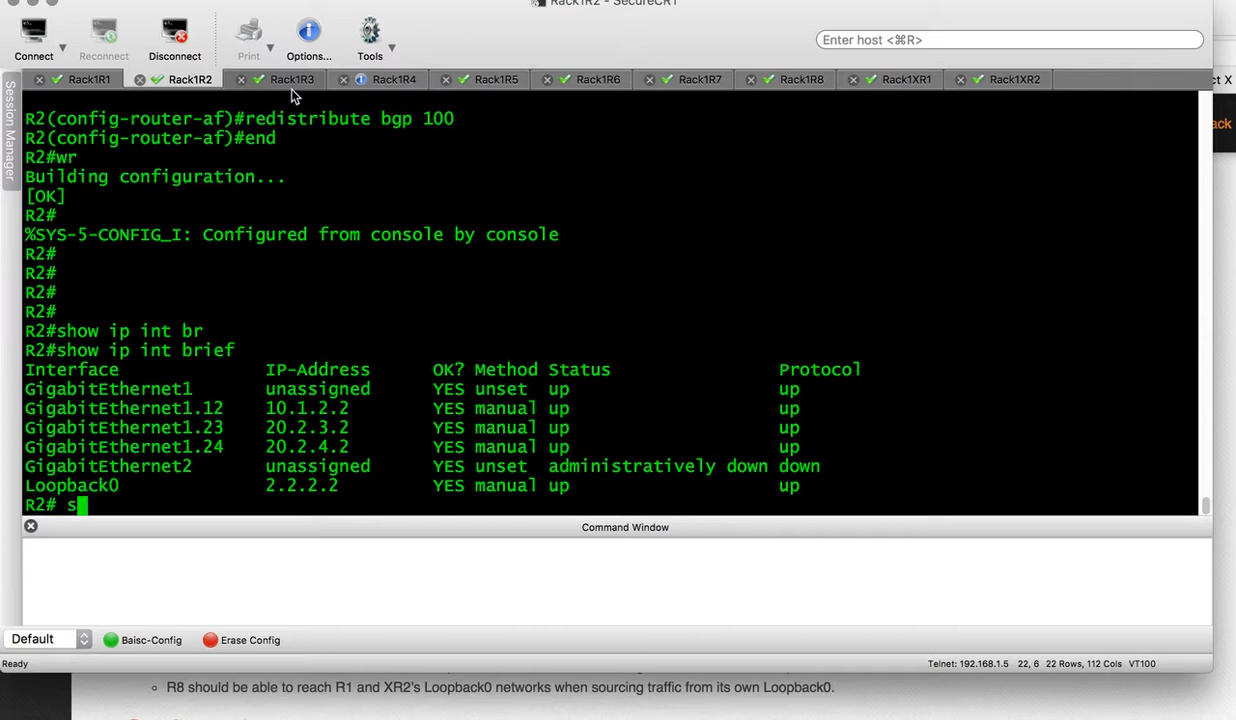 Rack1R2 - SecureCRT
Connect
Reconnect
Disconnect
Print
Options...
Tools
Enter host <⌘R>
Session Manager
Rack1R1
Rack1R2
Rack1R3
Rack1R4
Rack1R5
Rack1R6
Rack1R7
Rack1R8
Rack1XR1
Rack1XR2
R2(config-router-af)#redistribute bgp 100
R2(config-router-af)#end
R2#wr
Building configuration...
[OK]
R2#
%SYS-5-CONFIG_I: Configured from console by console
R2#
R2#
R2#
R2#
R2#show ip int br
R2#show ip int brief
Interface IP-Address OK? Method Status Protocol
GigabitEthernet1 unassigned YES unset up up
GigabitEthernet1.12 10.1.2.2 YES manual up up
GigabitEthernet1.23 20.2.3.2 YES manual up up
GigabitEthernet1.24 20.2.4.2 YES manual up up
GigabitEthernet2 unassigned YES unset administratively down down
Loopback0 2.2.2.2 YES manual up up
R2# s
Command Window
Default
Baisc-Config
Erase Config
Ready
Telnet: 192.168.1.5 22, 6 22 Rows, 112 Cols VT100
R8 should be able to reach R1 and XR2's Loopback0 networks when sourcing traffic from its own Loopback0.